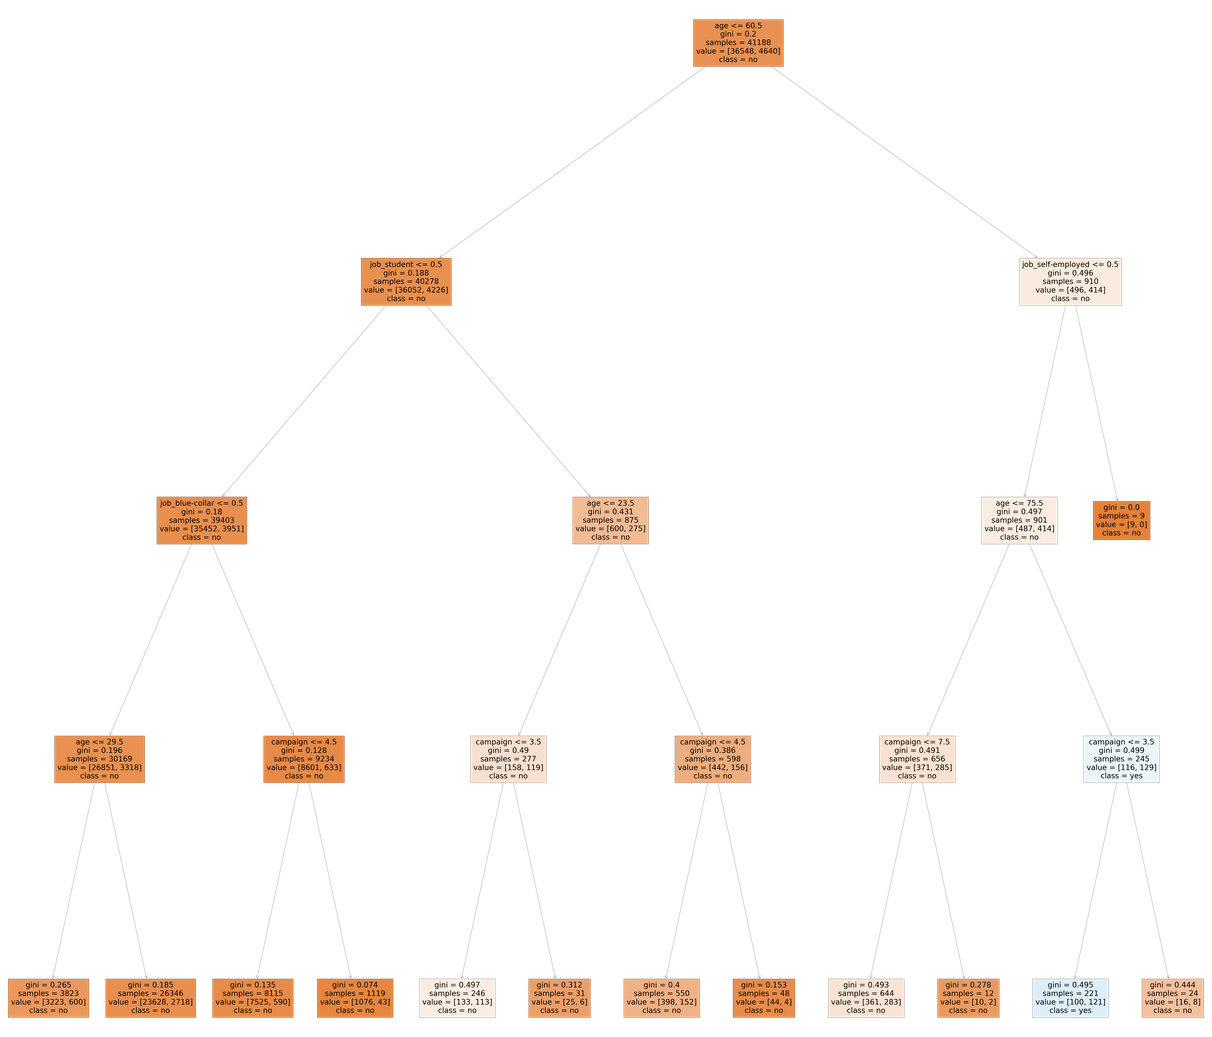 age <= 60.5
gini = 0.2
samples = 41188
value = [36548, 4640]
class = no
job_student <= 0.5
gini = 0.188
samples = 40278
value = [36052, 4226]
class = no
job_self-employed <= 0.5
gini = 0.496
samples = 910
value = [496, 414]
class = no
job_blue-collar <= 0.5
gini = 0.18
samples = 39403
value = [35452, 3951]
class = no
age <= 23.5
gini = 0.431
samples = 875
value = [600, 275]
class = no
age <= 75.5
gini = 0.497
samples = 901
value = [487, 414]
class = no
gini = 0.0
samples = 9
value = [9, 0]
class = no
age <= 29.5
gini = 0.196
samples = 30169
value = [26851, 3318]
class = no
campaign <= 4.5
gini = 0.128
samples = 9234
value = [8601, 633]
class = no
campaign <= 3.5
gini = 0.49
samples = 277
value = [158, 119]
class = no
campaign <= 4.5
gini = 0.386
samples = 598
value = [442, 156]
class = no
campaign <= 7.5
gini = 0.491
samples = 656
value = [371, 285]
class = no
campaign <= 3.5
gini = 0.499
samples = 245
value = [116, 129]
class = yes
gini = 0.265
samples = 3823
value = [3223, 600]
class = no
gini = 0.185
samples = 26346
value = [23628, 2718]
class = no
gini = 0.135
samples = 8115
value = [7525, 590]
class = no
gini = 0.074
samples = 1119
value = [1076, 43]
class = no
gini = 0.497
samples = 246
value = [133, 113]
class = no
gini = 0.312
samples = 31
value = [25, 6]
class = no
gini = 0.4
samples = 550
value = [398, 152]
class = no
gini = 0.153
samples = 48
value = [44, 4]
class = no
gini = 0.493
samples = 644
value = [361, 283]
class = no
gini = 0.278
samples = 12
value = [10, 2]
class = no
gini = 0.495
samples = 221
value = [100, 121]
class = yes
gini = 0.444
samples = 24
value = [16, 8]
class = no